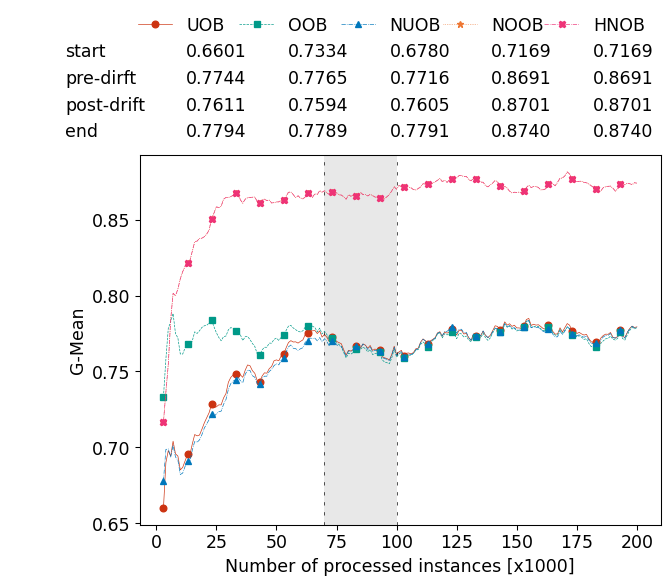 UOB OOB NUOB NOOB HNOB
start 0.6601 0.7334 0.6780 0.7169 0.7169
pre-dirft 0.7744 0.7765 0.7716 0.8691 0.8691
post-drift 0.7611 0.7594 0.7605 0.8701 0.8701
end 0.7794 0.7789 0.7791 0.8740 0.8740
0.85
0.80
0.75
0.70
0.65
G-Mean
0 25 50 75 100 125 150 175 200
Number of processed instances [x1000]